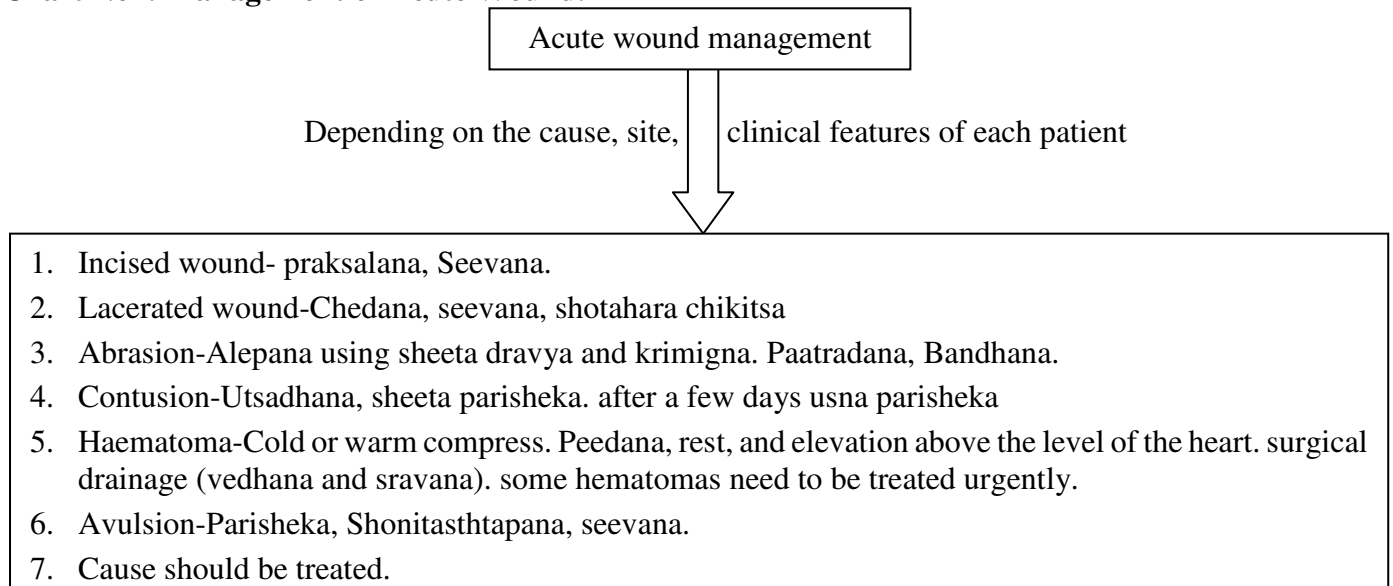 Acute wound management
Depending on the cause, site, clinical features of each patient
1. Incised wound- praksalana, Seevana.
2. Lacerated wound-Chedana, seevana, shotahara chikitsa
3. Abrasion-Alepana using sheeta dravya and krimigna. Paatradana, Bandhana.
4. Contusion-Utsadhana, sheeta parisheka. after a few days usna parisheka
5. Haematoma-Cold or warm compress. Peedana, rest, and elevation above the level of the heart. surgical
drainage (vedhana and sravana). some hematomas need to be treated urgently.
6. Avulsion-Parisheka, Shonitasthtapana, seevana.
7. Cause should be treated.